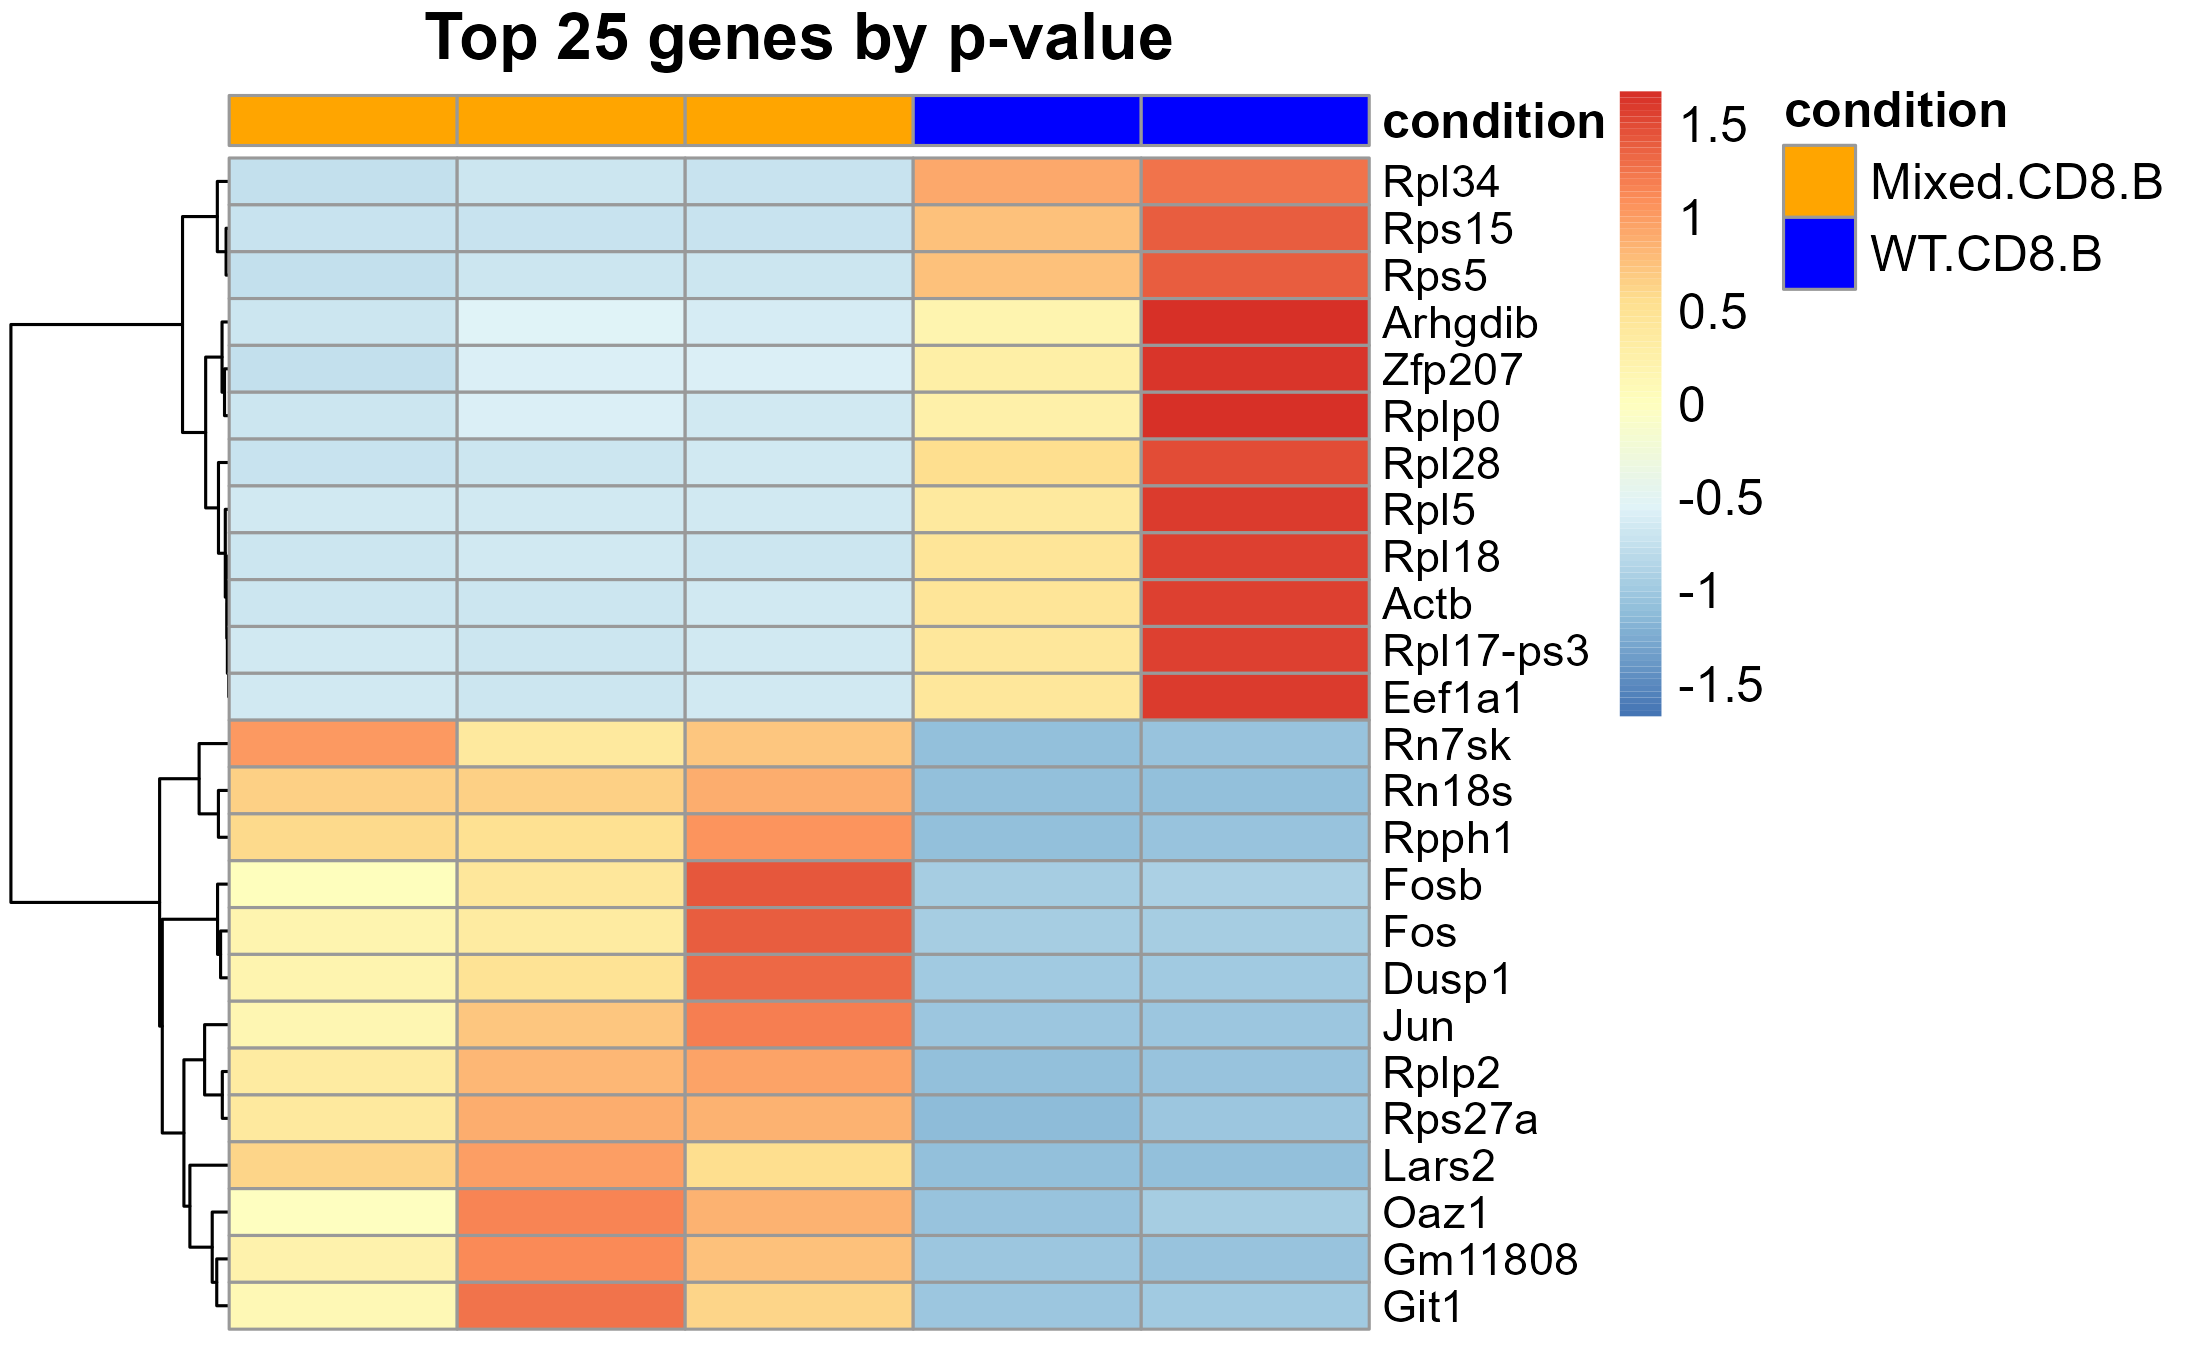 Top 25 genes by p-value
condition
Rpl34
Rps15
Rps5
Arhgdib
Zfp207
Rplp0
Rpl28
Rpl5
Rpl18
Actb
Rpl17-ps3
Eef1a1
Rn7sk
Rn18s
Rpph1
Fosb
Fos
Dusp1
Jun
Rplp2
Rps27a
Lars2
Oaz1
Gm11808
Git1
1.5
1
0.5
0
-0.5
-1
-1.5
condition
Mixed.CD8.B
WT.CD8.B